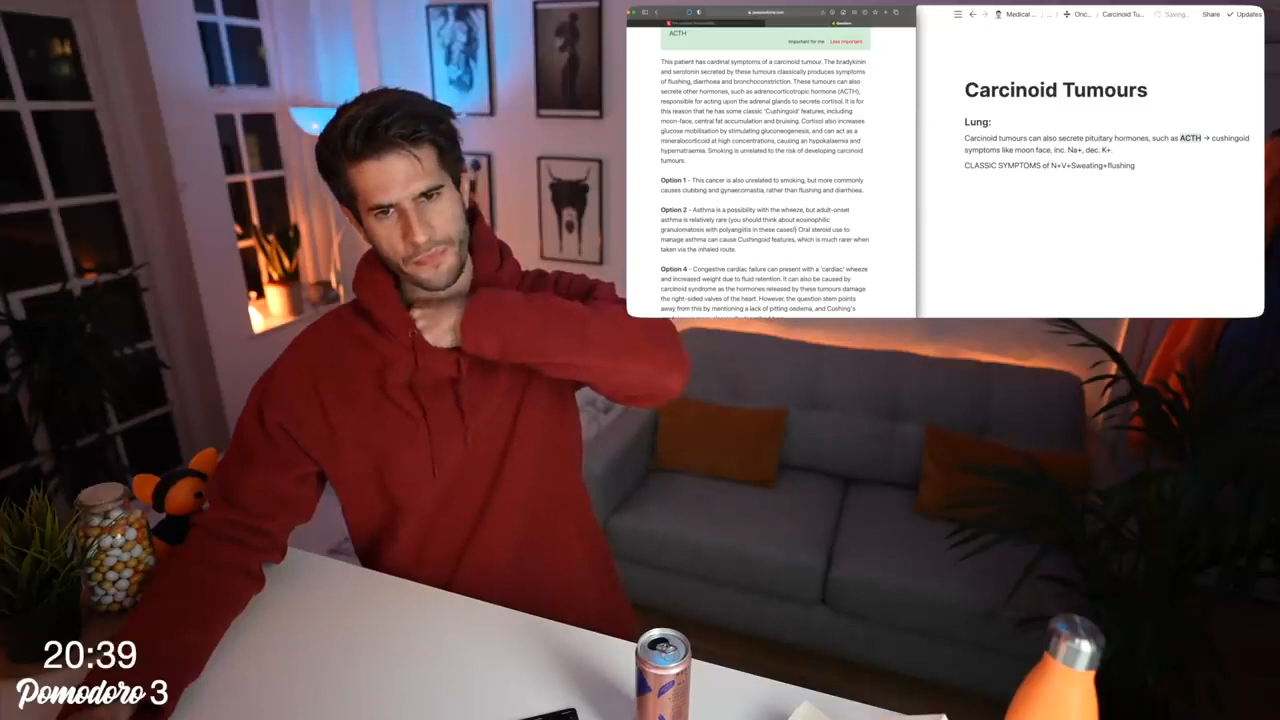 ACTH
Important for me Less important
This patient has cardinal symptoms of a carcinoid tumour. The bradykinin
and serotonin secreted by these tumours classically produces symptoms
of flushing, diarrhoea and bronchoconstriction. These tumours can also
secrete other hormones, such as adrenocorticotropic hormone (ACTH),
responsible for acting upon the adrenal glands to secrete cortisol. It is for
this reason that he has some classic 'Cushingoid' features, including
moon-face, central fat accumulation and bruising. Cortisol also increases
glucose mobilisation by stimulating gluconeogenesis, and can act as a
mineralocorticoid at high concentrations, causing an hypokalaemia and
hypernatraemia. Smoking is unrelated to the risk of developing carcinoid
tumours.
Option 1 - This cancer is also unrelated to smoking, but more commonly
causes clubbing and gynaecomastia, rather than flushing and diarrhoea.
Option 2 - Asthma is a possibility with the wheeze, but adult-onset
asthma is relatively rare (you should think about eosinophilic
granulomatosis with polyangiitis in these cases!) Oral steroid use to
manage asthma can cause Cushingoid features, which is much rarer when
taken via the inhaled route.
Option 4 - Congestive cardiac failure can present with a 'cardiac' wheeze
and increased weight due to fluid retention. It can also be caused by
carcinoid syndrome as the hormones released by these tumours damage
the right-sided valves of the heart. However, the question stem points
away from this by mentioning a lack of pitting oedema, and Cushing's
Medical ... / ... / Onc... / Carcinoid Tu... Saving... Share Updates
Carcinoid Tumours
Lung:
Carcinoid tumours can also secrete pituitary hormones, such as ACTH → cushingoid
symptoms like moon face, inc. Na+, dec. K+.
CLASSIC SYMPTOMS of N+V+Sweating+flushing
20:39
Pomodoro 3